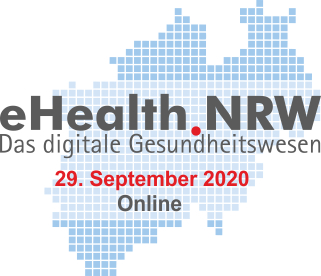 eHealth.NRW
Das digitale Gesundheitswesen
29. September 2020
Online